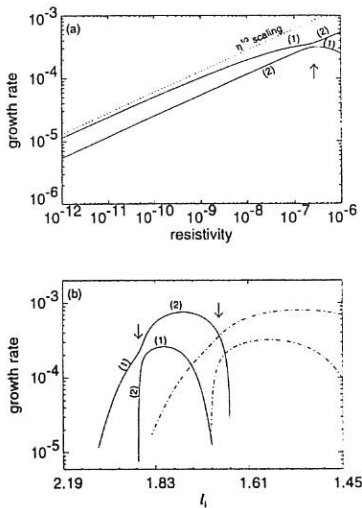 (a)
η^1/3 scaling
(1)
(2)
(2)
(1)
growth rate
10^-3
10^-4
10^-5
10^-6
10^-12 10^-11 10^-10 10^-9 10^-8 10^-7 10^-6
resistivity
(b)
(2)
(1)
(1)
(2)
growth rate
10^-3
10^-4
10^-5
2.19 1.83 1.61 1.45
l_i